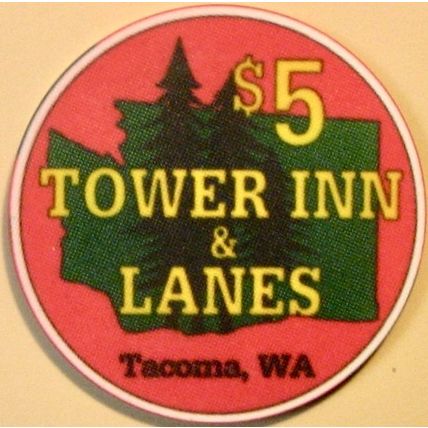 $5
TOWER INN
&
LANES
Tacoma, WA